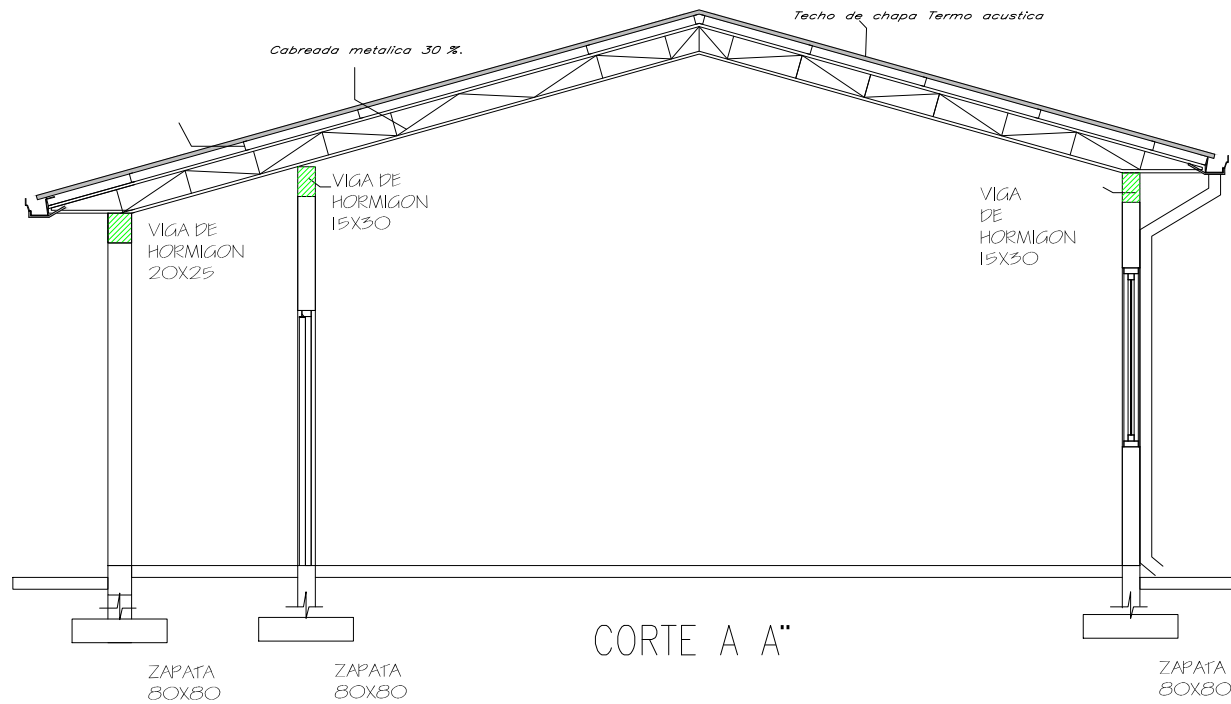 Techo de chapa Termo acustica
Cabreada metalica 30 %.
VIGA DE
HORMIGON
15X30
VIGA
DE
HORMIGON
15X30
VIGA DE
HORMIGON
20X25
CORTE A A"
ZAPATA
80X80
ZAPATA
80X80
ZAPATA
80X80